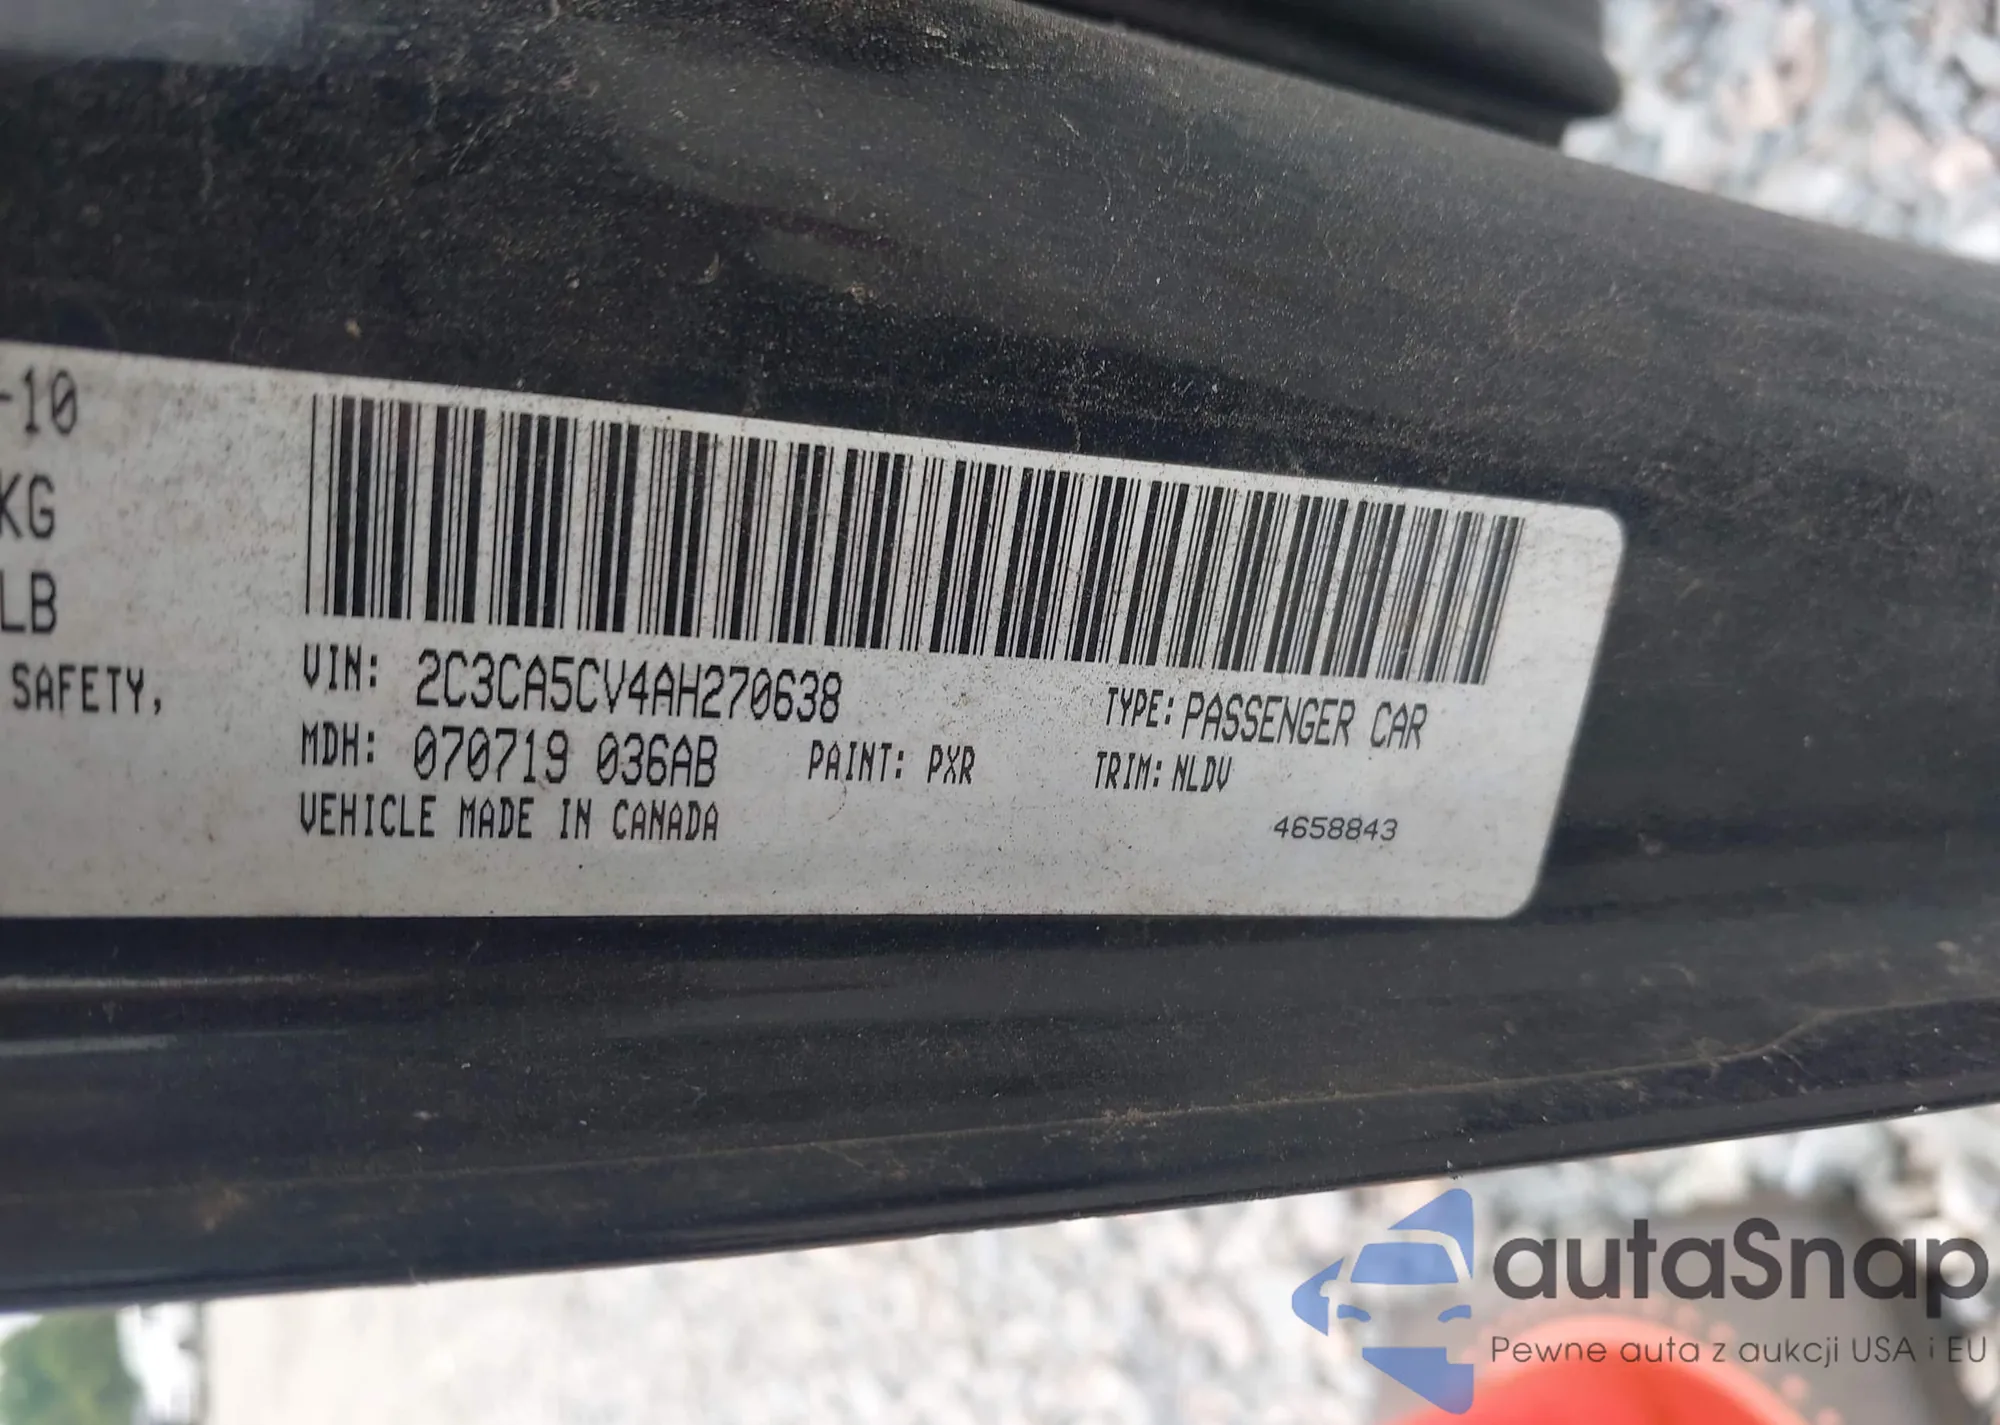 -10
KG
LB
SAFETY,
VIN: 2C3CA5CV4AH270638
TYPE: PASSENGER CAR
MDH: 070719 036AB
PAINT: PXR
TRIM: NLDV
VEHICLE MADE IN CANADA
4658843
autaSnap
Pewne auta z aukcji USA i EU